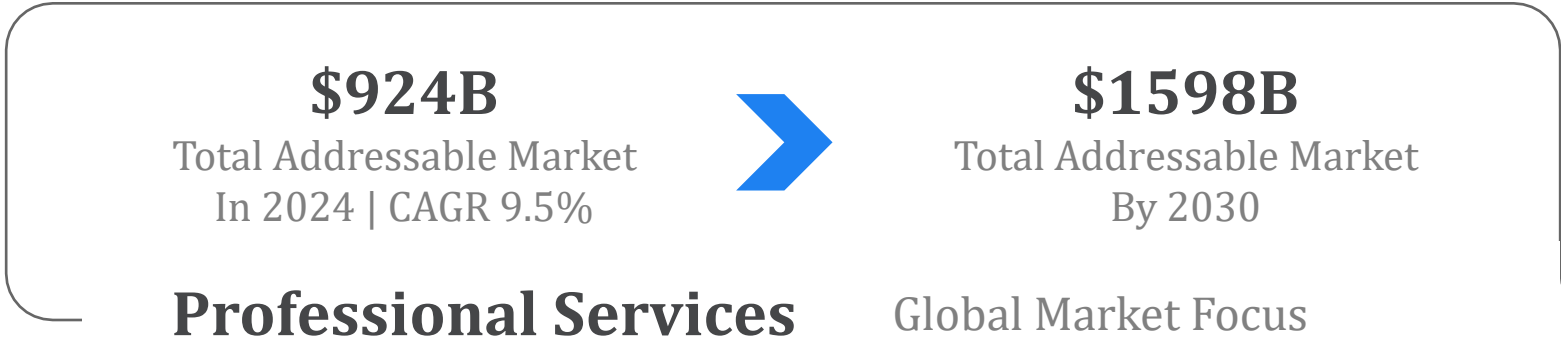 $924B
Total Addressable Market
In 2024 | CAGR 9.5%
$1598B
Total Addressable Market
By 2030
Professional Services
Global Market Focus